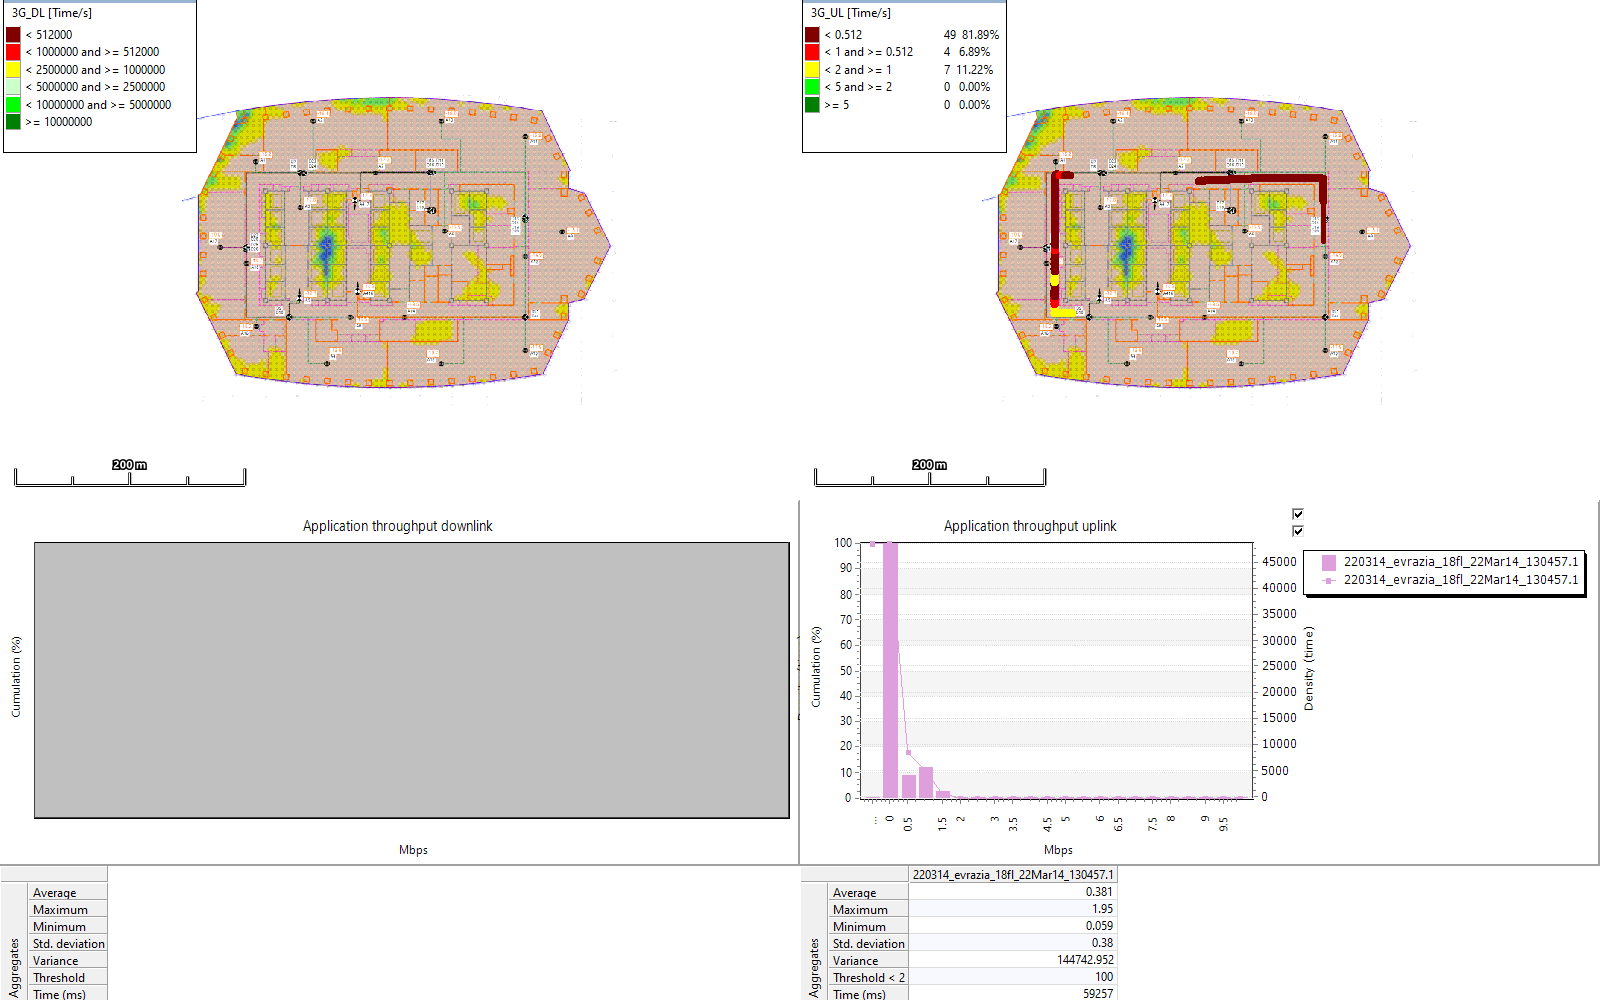 3G_DL [Time/s]
< 512000
< 1000000 and >= 512000
< 2500000 and >= 1000000
< 5000000 and >= 2500000
< 10000000 and >= 5000000
>= 10000000
200 m
3G_UL [Time/s]
< 0.512 49 81.89%
< 1 and >= 0.512 4 6.89%
< 2 and >= 1 7 11.22%
< 5 and >= 2 0 0.00%
>= 5 0 0.00%
200 m
Application throughput downlink
Cumulation (%)
Mbps
Application throughput uplink
Cumulation (%)
100
90
80
70
60
50
40
30
20
10
0
45000
40000
35000
30000
25000
20000
15000
10000
5000
0
Density (time)
... 0 0.5 1.5 2 3 3.5 4.5 5 6 6.5 7.5 8 9 9.5
Mbps
220314_evrazia_18fl_22Mar14_130457.1
220314_evrazia_18fl_22Mar14_130457.1
Aggregates
Average
Maximum
Minimum
Std. deviation
Variance
Threshold
Time (ms)
220314_evrazia_18fl_22Mar14_130457.1
Aggregates
Average 0.381
Maximum 1.95
Minimum 0.059
Std. deviation 0.38
Variance 144742.952
Threshold < 2 100
Time (ms) 59257